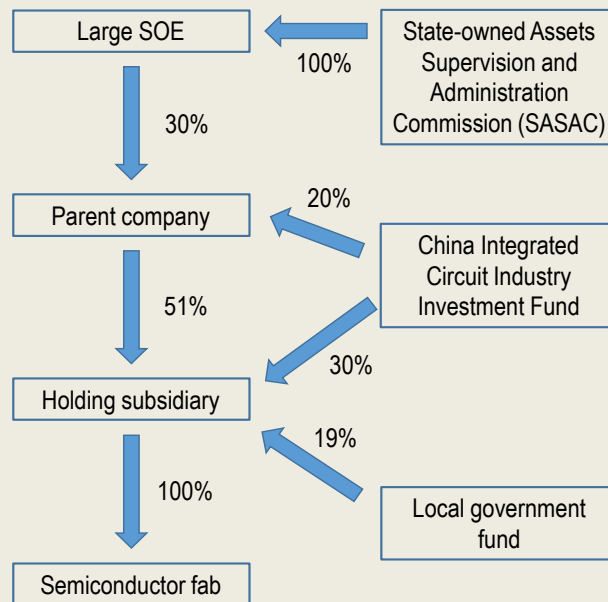 Large SOE
100%
State-owned Assets
Supervision and
Administration
Commission (SASAC)
30%
Parent company
20%
China Integrated
Circuit Industry
Investment Fund
51%
30%
Holding subsidiary
19%
100%
Local government
fund
Semiconductor fab